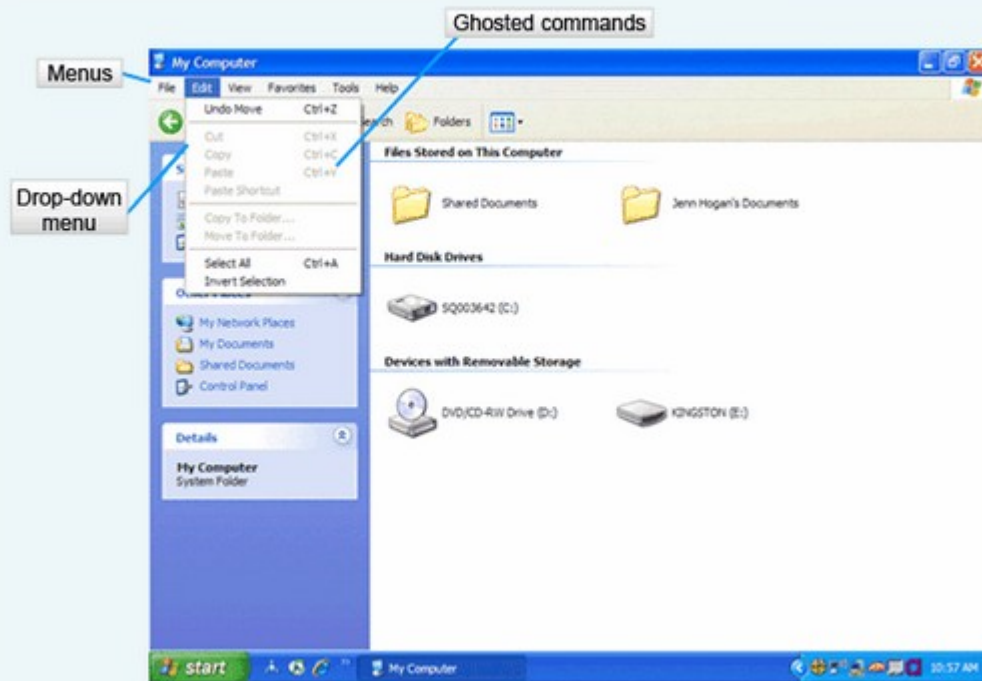 Ghosted commands
Menus
Drop-down
menu
My Computer
File Edit View Favorites Tools Help
Undo Move Ctrl+Z
Cut Ctrl+X
Copy Ctrl+C
Paste Ctrl+V
Paste Shortcut
Copy To Folder...
Move To Folder...
Select All Ctrl+A
Invert Selection
Folders
Files Stored on This Computer
Shared Documents
Jenn Hogan's Documents
Hard Disk Drives
SQ003642 (C:)
Devices with Removable Storage
DVD/CD-RW Drive (D:)
KINGSTON (E:)
Other Places
My Network Places
My Documents
Shared Documents
Control Panel
Details
My Computer
System Folder
start
My Computer
10:57 AM